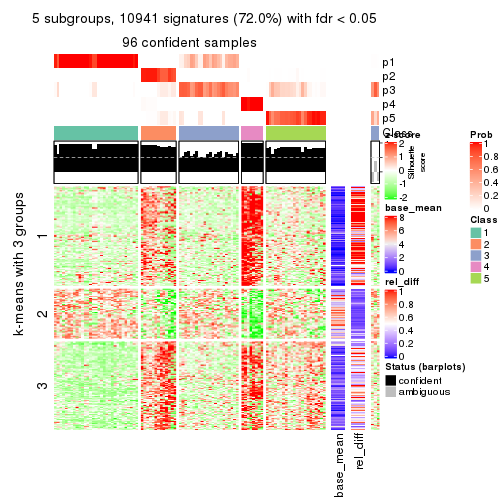 5 subgroups, 10941 signatures (72.0%) with fdr < 0.05
96 confident samples
p1
p2
p3
p4
p5
Class
Silhouette
score
z-score
2
0
-2
-4
base_mean
8
6
4
2
0
rel_diff
1
0.8
0.6
0.4
0.2
0
Status (barplots)
confident
ambiguous
Prob
1
0.8
0.6
0.4
0.2
0
Class
1
2
3
4
5
k-means with 3 groups
1
2
3
base_mean
rel_diff